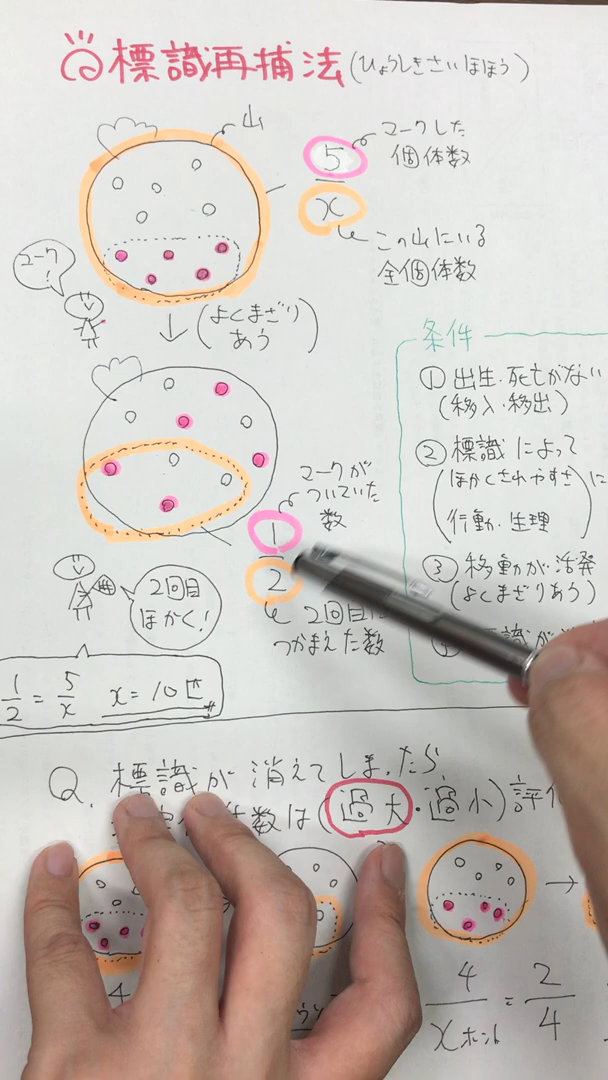 標識再捕法(ひょうしきさいほほう)
山
5
x
マークした
個体数
この山にいる
全個体数
マーク!
(よくまざり
あう)
マークが
ついていた
数
1
2
2回目に
つかまえた数
2回目
ほかく!
1/2 = 5/x x=10匹
条件
① 出生・死亡がない
(移入・移出)
② 標識によって
(ほかくされやすさ
行動・生理)に
③ 移動が活発
(よくまざりあう)
標識が
Q. 標識が消えてしまったら
数は(過大・過小)評
4
4/xホント = 2/4